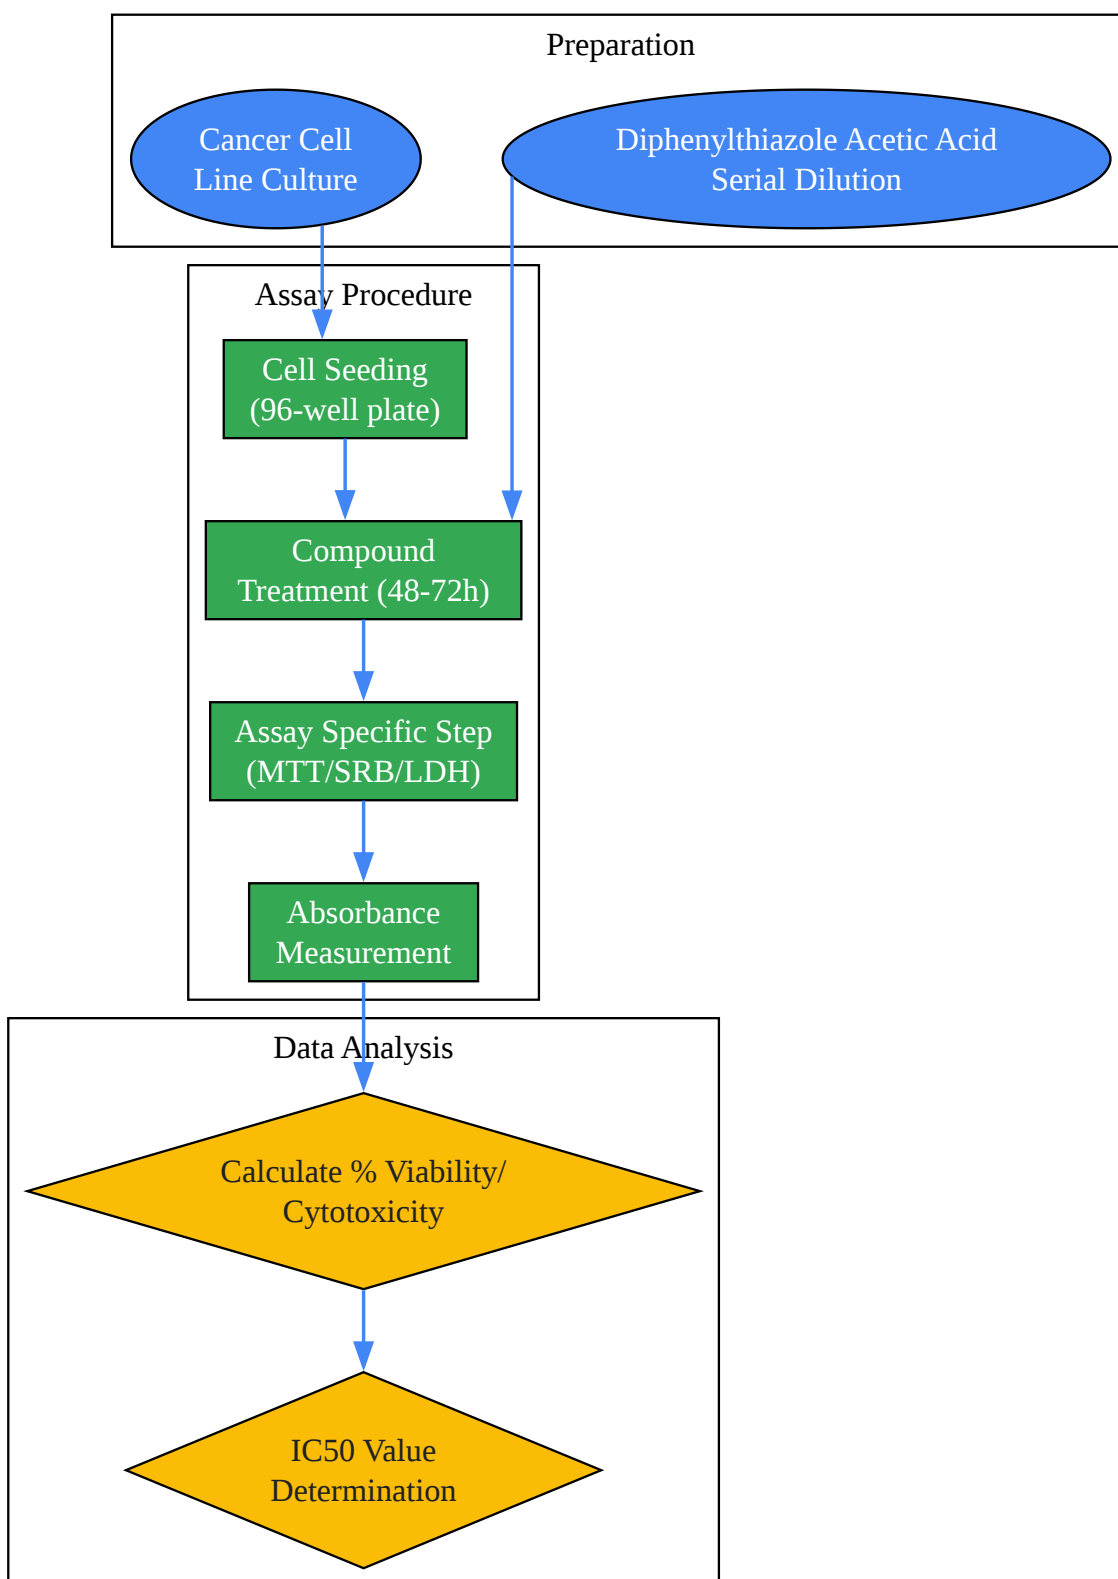 Preparation
Cancer Cell
Line Culture
Diphenylthiazole Acetic Acid
Serial Dilution
Assay Procedure
Cell Seeding
(96-well plate)
Compound
Treatment (48-72h)
Assay Specific Step
(MTT/SRB/LDH)
Absorbance
Measurement
Data Analysis
Calculate % Viability/
Cytotoxicity
IC50 Value
Determination